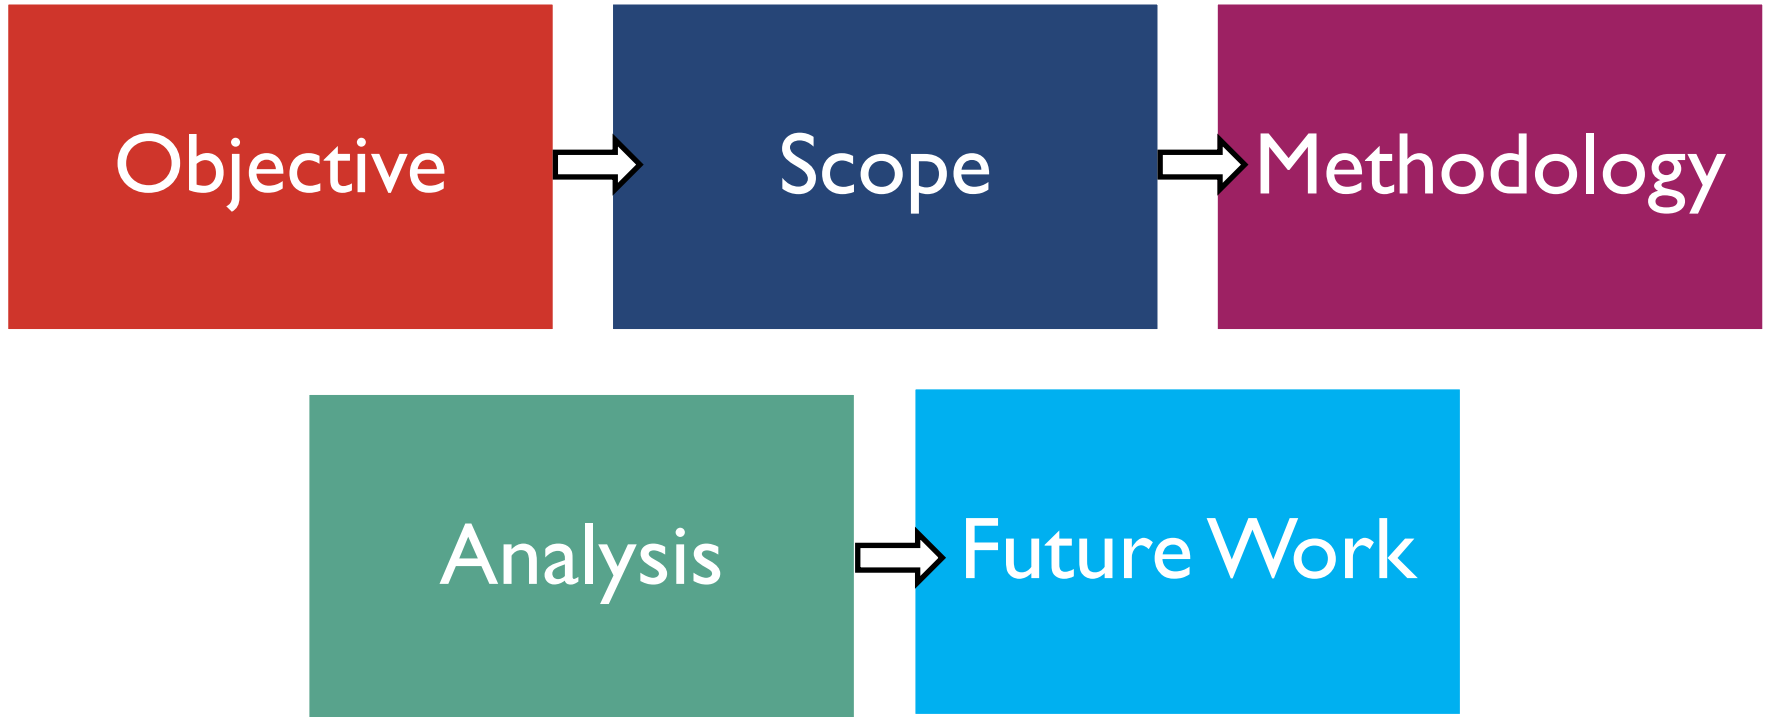 Objective
Scope
Methodology
Analysis
Future Work